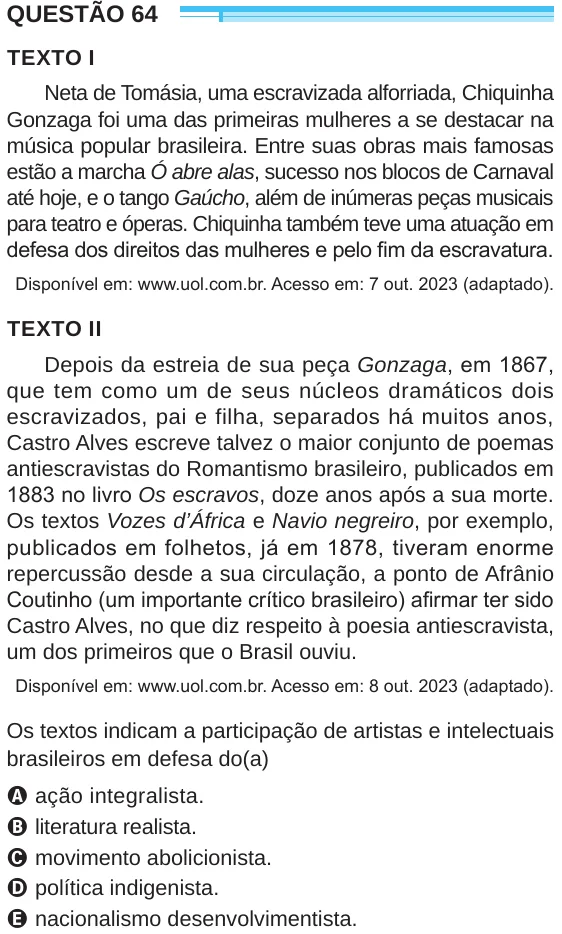 QUESTÃO 64
TEXTO I
Neta de Tomásia, uma escravizada alforriada, Chiquinha
Gonzaga foi uma das primeiras mulheres a se destacar na
música popular brasileira. Entre suas obras mais famosas
estão a marcha Ó abre alas, sucesso nos blocos de Carnaval
até hoje, e o tango Gaúcho, além de inúmeras peças musicais
para teatro e óperas. Chiquinha também teve uma atuação em
defesa dos direitos das mulheres e pelo fim da escravatura.
Disponível em: www.uol.com.br. Acesso em: 7 out. 2023 (adaptado).
TEXTO II
Depois da estreia de sua peça Gonzaga, em 1867,
que tem como um de seus núcleos dramáticos dois
escravizados, pai e filha, separados há muitos anos,
Castro Alves escreve talvez o maior conjunto de poemas
antiescravistas do Romantismo brasileiro, publicados em
1883 no livro Os escravos, doze anos após a sua morte.
Os textos Vozes d’África e Navio negreiro, por exemplo,
publicados em folhetos, já em 1878, tiveram enorme
repercussão desde a sua circulação, a ponto de Afrânio
Coutinho (um importante crítico brasileiro) afirmar ter sido
Castro Alves, no que diz respeito à poesia antiescravista,
um dos primeiros que o Brasil ouviu.
Disponível em: www.uol.com.br. Acesso em: 8 out. 2023 (adaptado).
Os textos indicam a participação de artistas e intelectuais
brasileiros em defesa do(a)
A ação integralista.
B literatura realista.
C movimento abolicionista.
D política indigenista.
E nacionalismo desenvolvimentista.